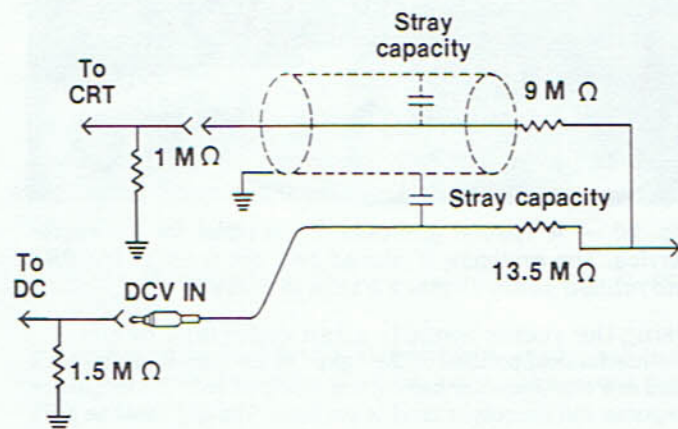 Stray
capacity
To
CRT
9 M Ω
1 M Ω
Stray capacity
To
DC
DCV IN
13.5 M Ω
1.5 M Ω